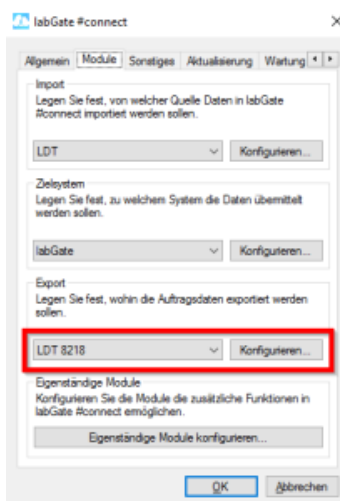 labGate #connect
Allgemein Module Sonstiges Aktualisierung Wartung
Import
Legen Sie fest, von welcher Quelle Daten in labGate
#connect importiert werden sollen.
LDT
Konfigurieren...
Zielsystem
Legen Sie fest, zu welchem System die Daten übermittelt
werden sollen.
labGate
Konfigurieren...
Export
Legen Sie fest, wohin die Auftragsdaten exportiert werden
sollen.
LDT 8218
Konfigurieren...
Eigenständige Module
Konfigurieren Sie die Module die zusätzliche Funktionen in
labGate #connect ermöglichen.
Eigenständige Module konfigurieren...
OK Abbrechen